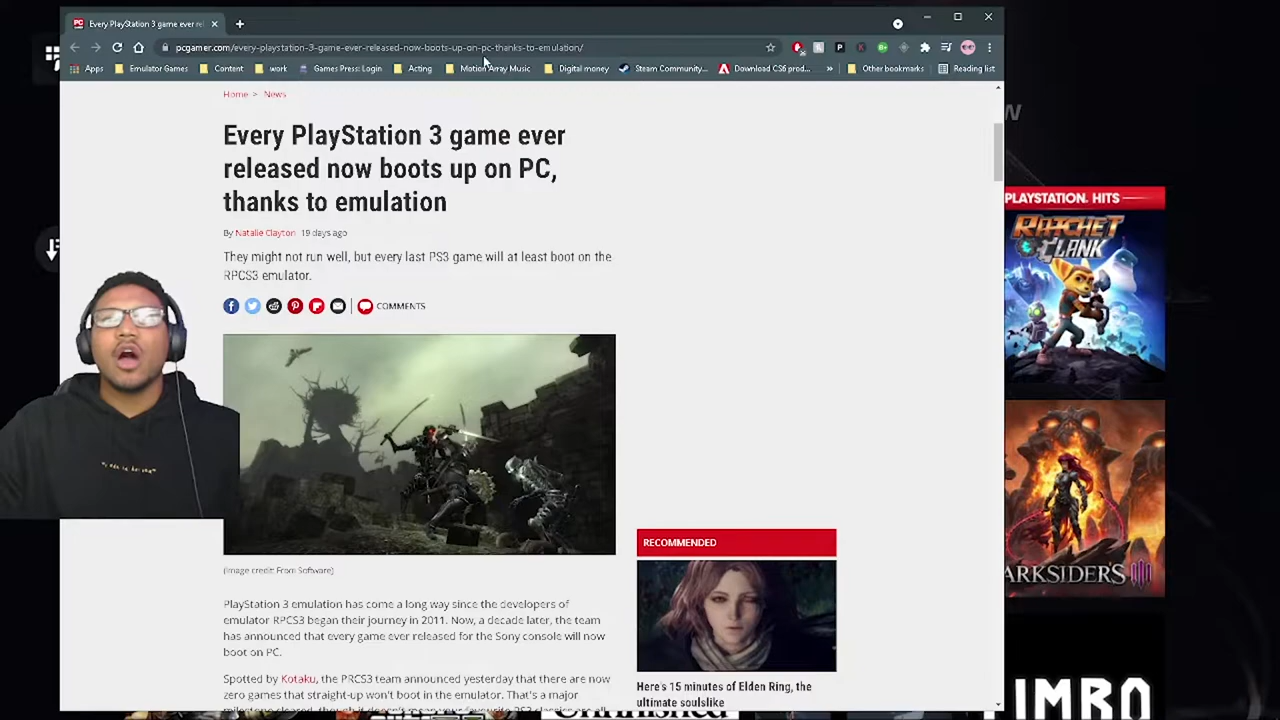 Every PlayStation 3 game ever rel
pcgamer.com/every-playstation-3-game-ever-released-now-boots-up-on-pc-thanks-to-emulation/
Apps Emulator Games Content work Games Press: Login Acting Motion Array Music Digital money Steam Community... Download CS6 prod... » Other bookmarks Reading list
Home > News
Every PlayStation 3 game ever
released now boots up on PC,
thanks to emulation
By Natalie Clayton 19 days ago
They might not run well, but every last PS3 game will at least boot on the
RPCS3 emulator.
COMMENTS
(Image credit: From Software)
PlayStation 3 emulation has come a long way since the developers of
emulator RPCS3 began their journey in 2011. Now, a decade later, the team
has announced that every game ever released for the Sony console will now
boot on PC.
Spotted by Kotaku, the PRCS3 team announced yesterday that there are now
zero games that straight-up won't boot in the emulator. That's a major
RECOMMENDED
Here's 15 minutes of Elden Ring, the
ultimate soulslike
PLAYSTATION HITS
RATCHET
CLANK
ARKSIDERS III
IMBO